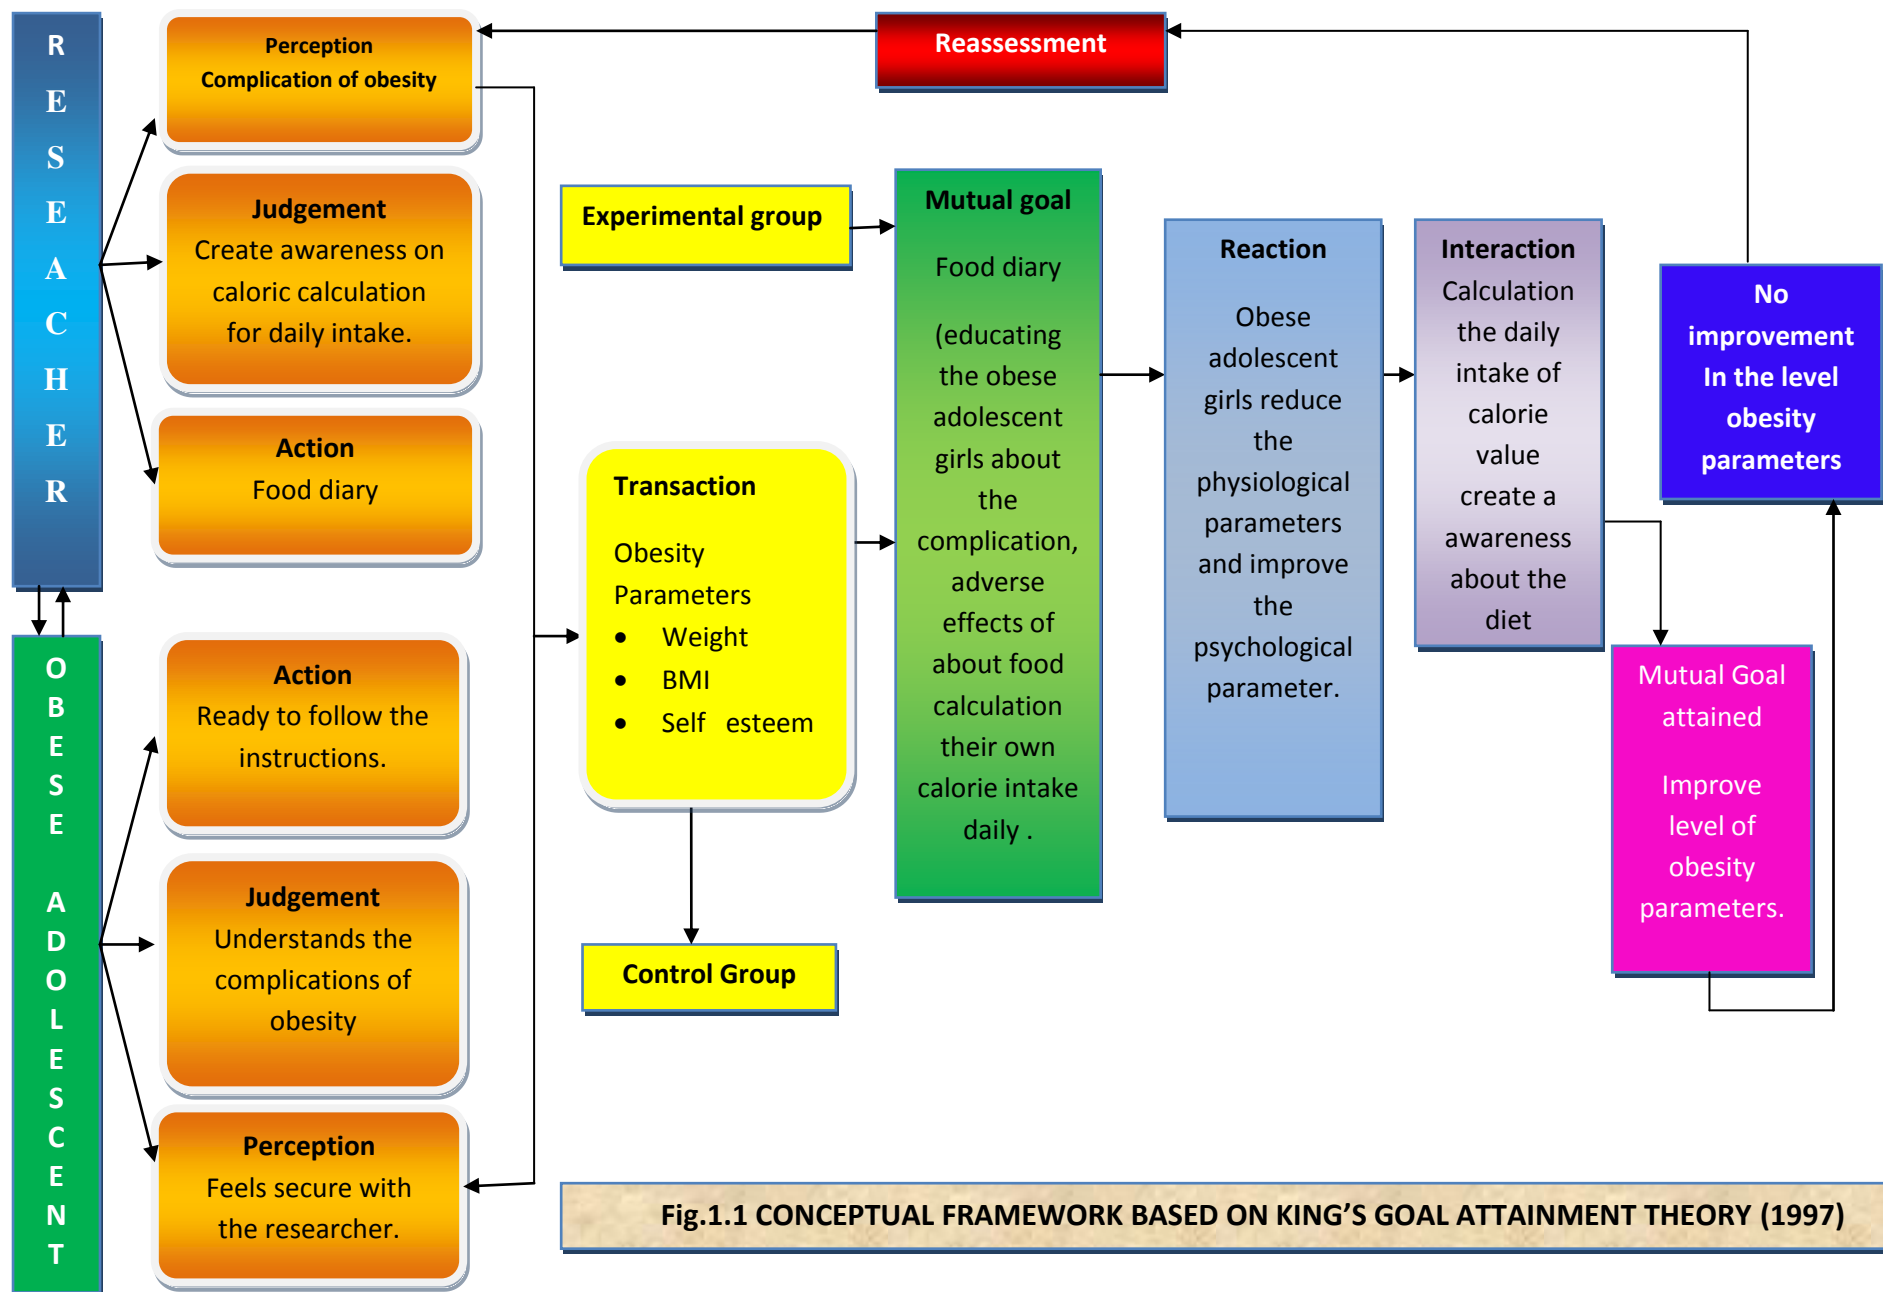 RESEACHER
Perception
Complication of obesity
Judgement
Create awareness on
caloric calculation
for daily intake.
Action
Food diary
OBESE ADOLESCENT
Action
Ready to follow the
instructions.
Judgement
Understands the
complications of
obesity
Perception
Feels secure with
the researcher.
Reassessment
Experimental group
Transaction
Obesity
Parameters
• Weight
• BMI
• Self esteem
Control Group
Mutual goal
Food diary
(educating
the obese
adolescent
girls about
the
complication,
adverse
effects of
about food
calculation
their own
calorie intake
daily .
Reaction
Obese
adolescent
girls reduce
the
physiological
parameters
and improve
the
psychological
parameter.
Interaction
Calculation
the daily
intake of
calorie
value
create a
awareness
about the
diet
No
improvement
In the level
obesity
parameters
Mutual Goal
attained
Improve
level of
obesity
parameters.
Fig.1.1 CONCEPTUAL FRAMEWORK BASED ON KING’S GOAL ATTAINMENT THEORY (1997)